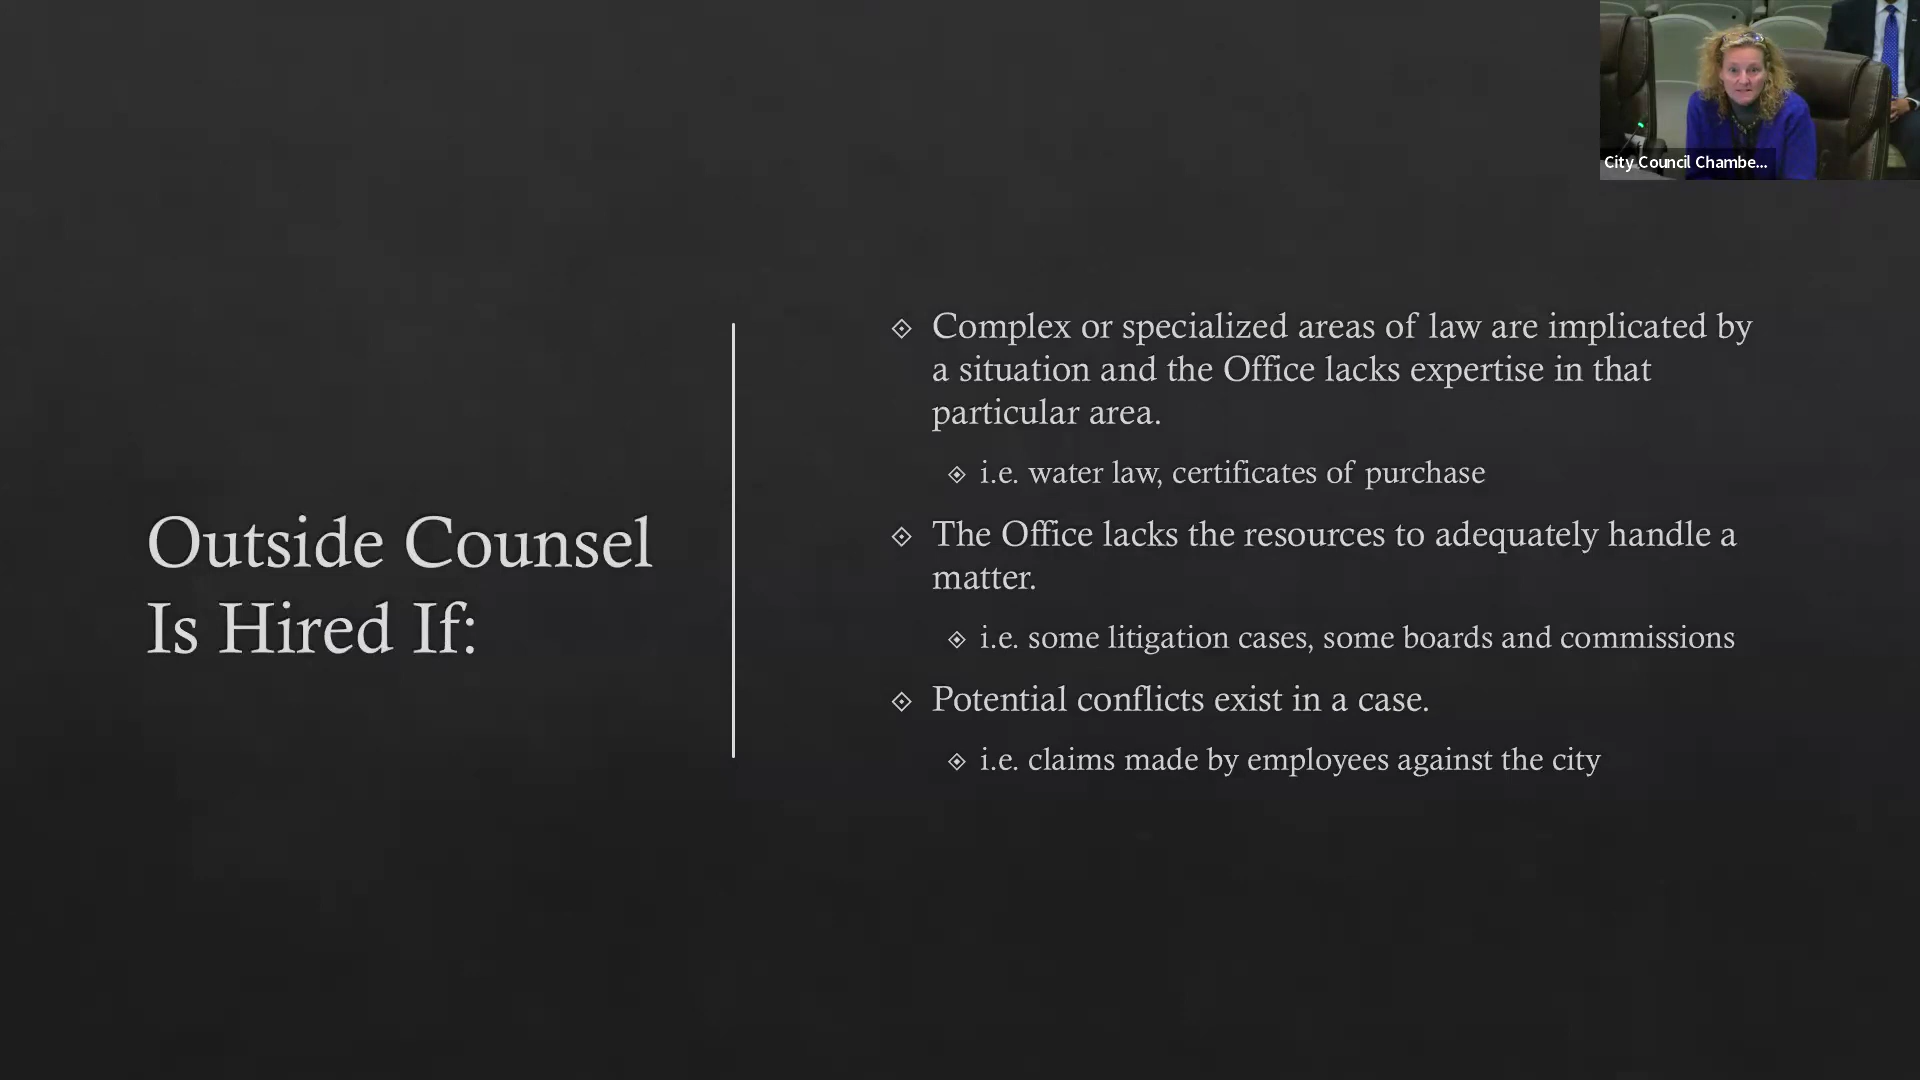 City Council Chambe...
Outside Counsel
Is Hired If:
Complex or specialized areas of law are implicated by
a situation and the Office lacks expertise in that
particular area.
i.e. water law, certificates of purchase
The Office lacks the resources to adequately handle a
matter.
i.e. some litigation cases, some boards and commissions
Potential conflicts exist in a case.
i.e. claims made by employees against the city